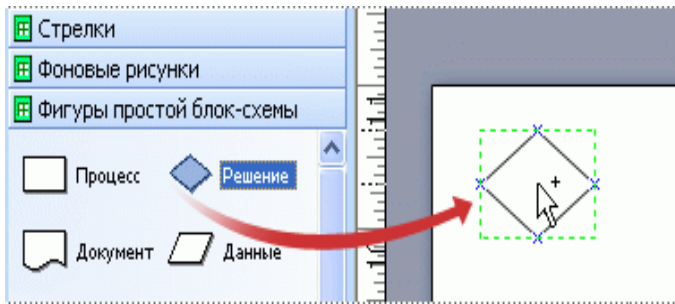 Стрелки
Фоновые рисунки
Фигуры простой блок-схемы
Процесс Решение
Документ Данные